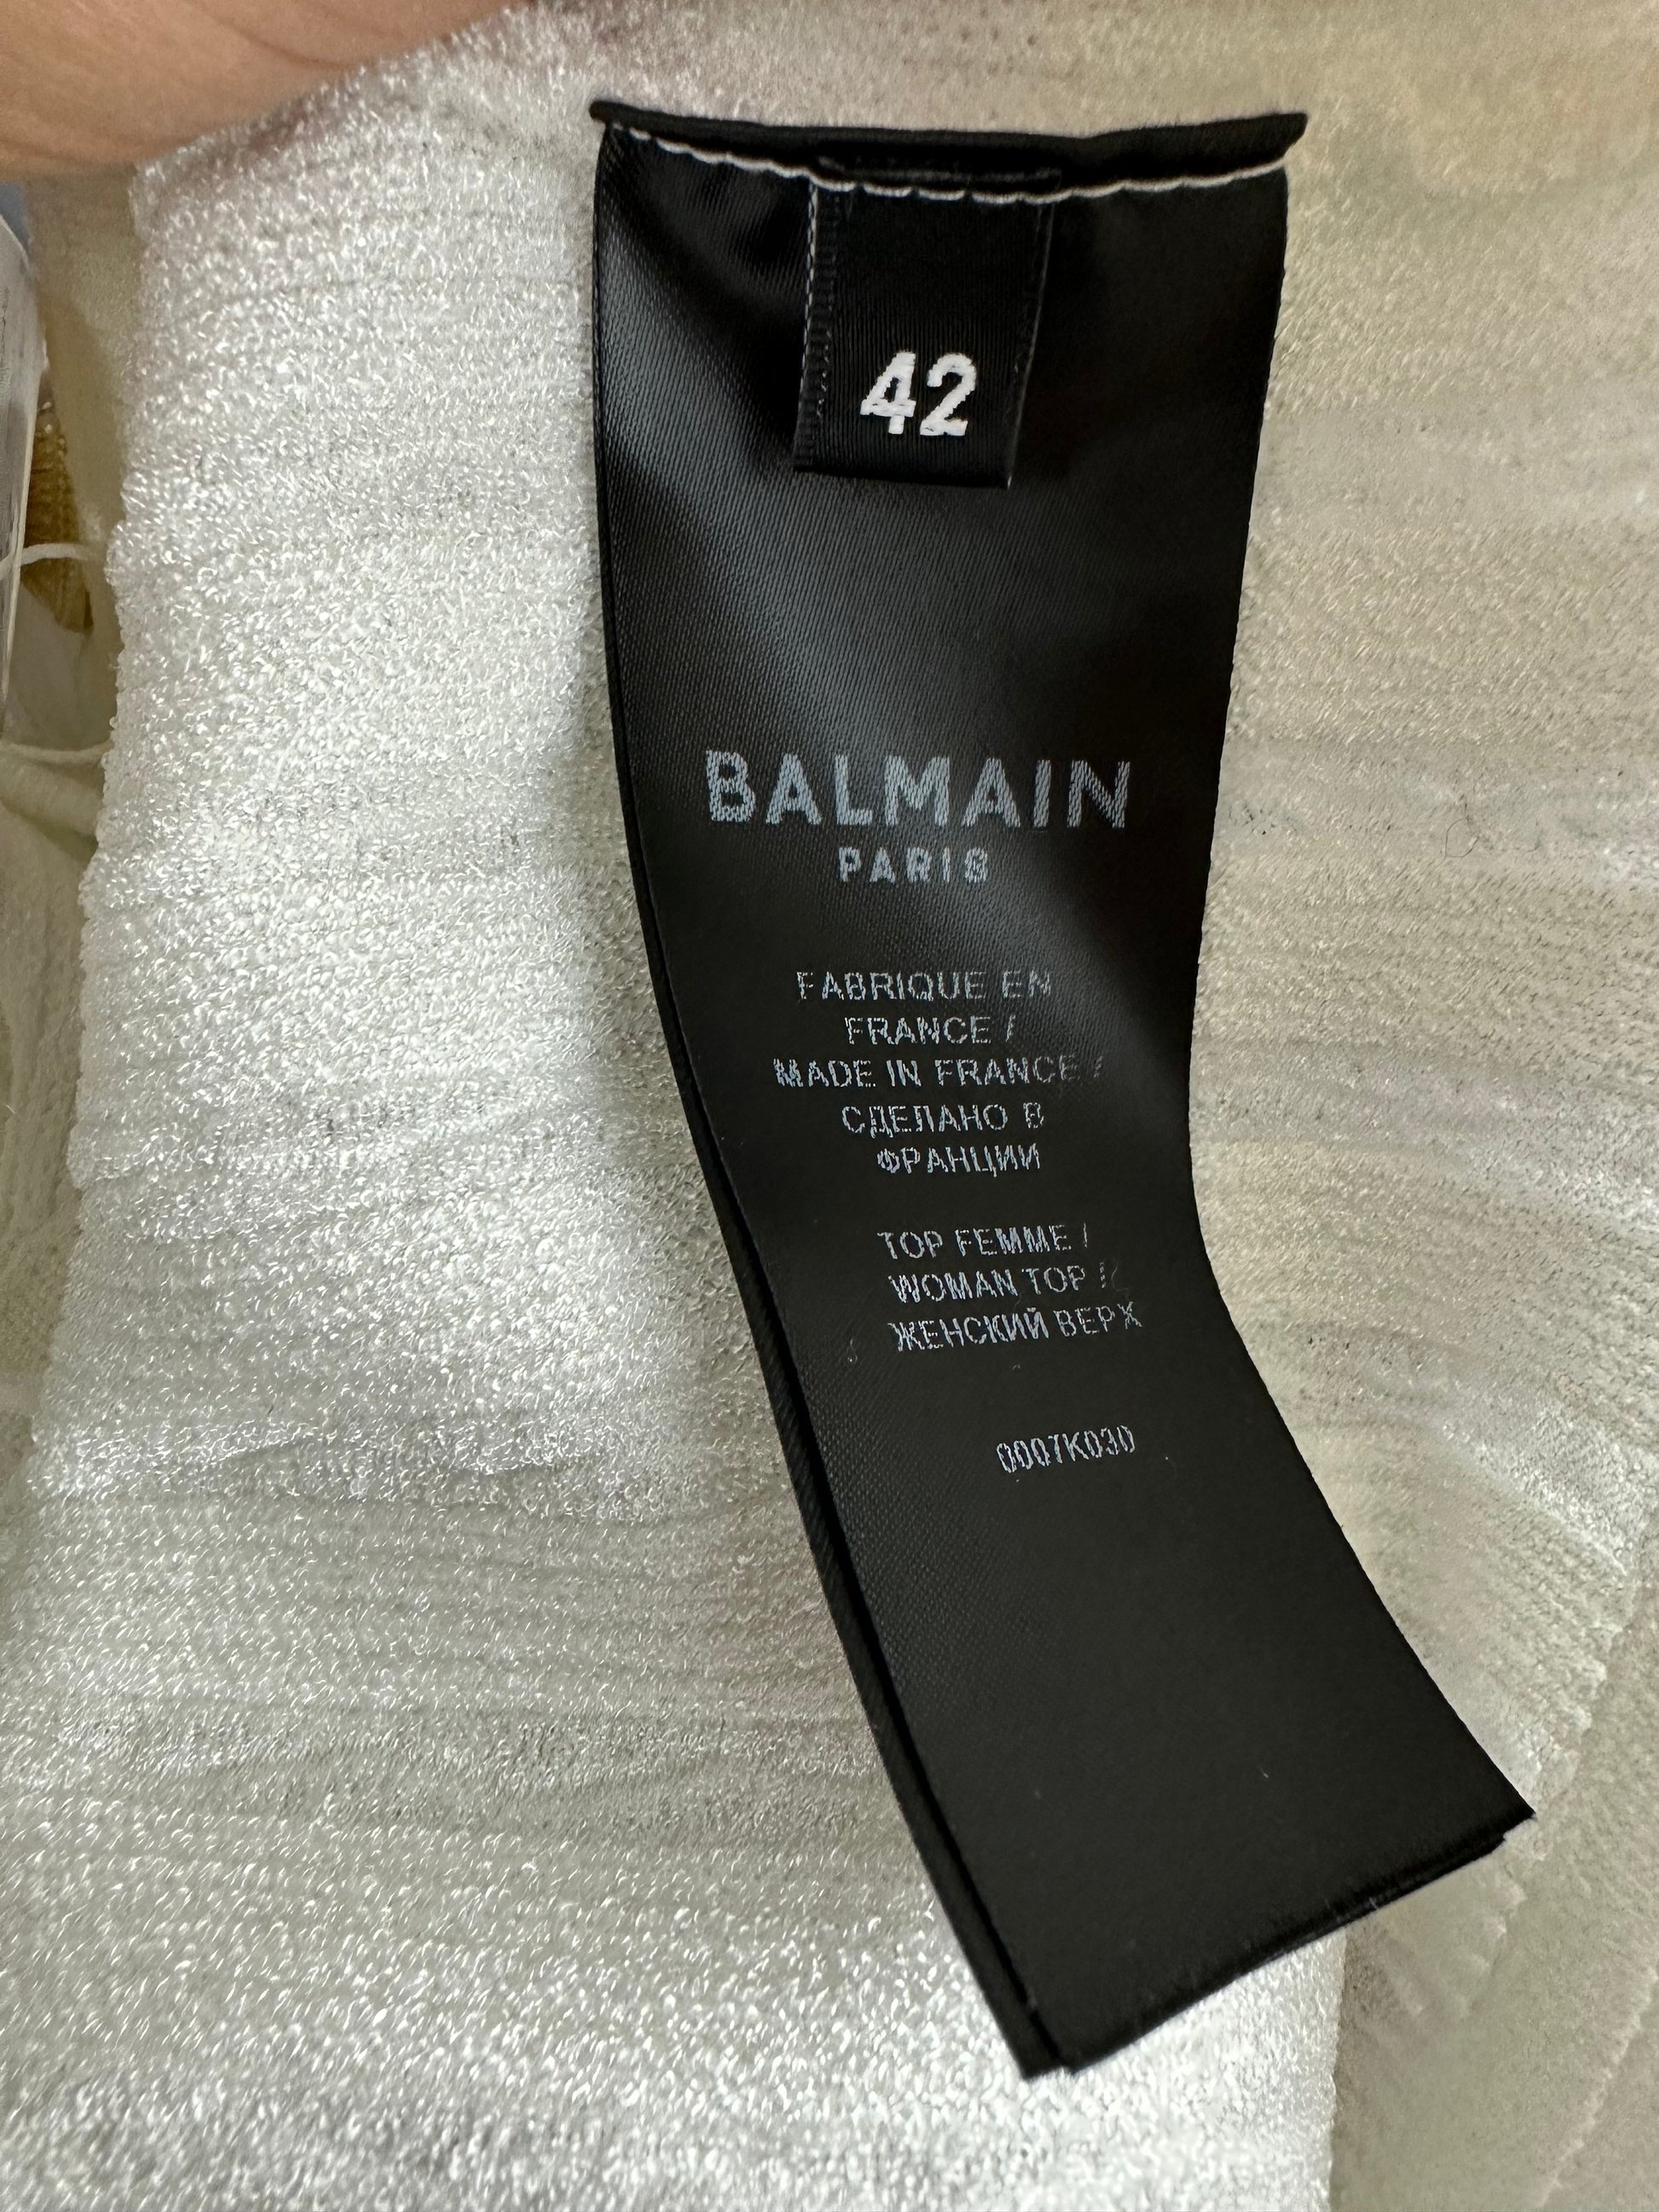 42
BALMAIN
PARIS
FABRIQUE EN
FRANCE /
MADE IN FRANCE /
СДЕЛАНО В
ФРАНЦИИ
TOP FEMME /
WOMAN TOP /
ЖЕНСКИЙ ВЕРХ
0007K030